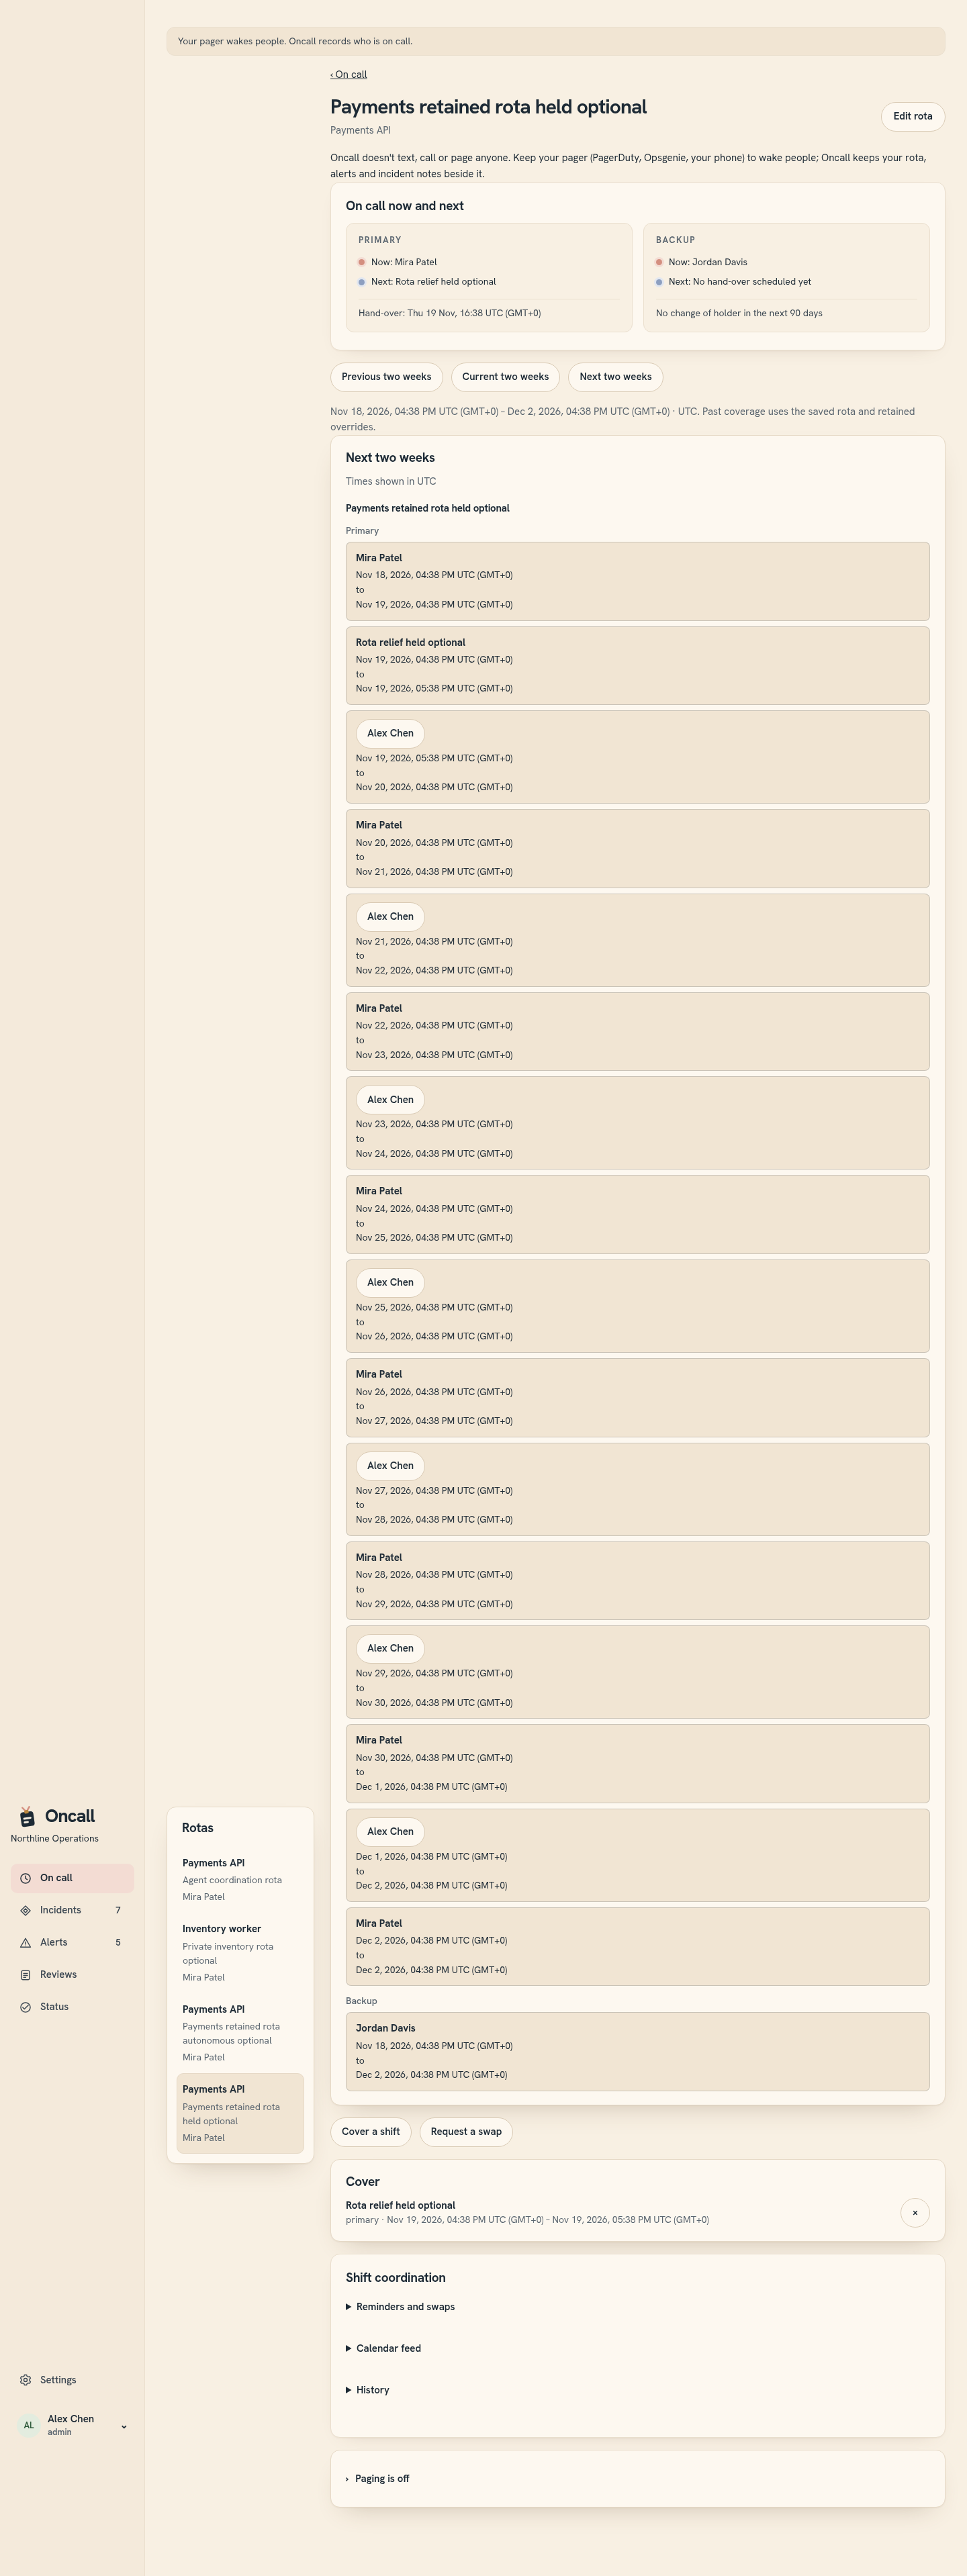 Your pager wakes people. Oncall records who is on call.
‹ On call
Payments retained rota held optional
Payments API
Edit rota
Oncall doesn't text, call or page anyone. Keep your pager (PagerDuty, Opsgenie, your phone) to wake people; Oncall keeps your rota,
alerts and incident notes beside it.
On call now and next
PRIMARY
Now: Mira Patel
Next: Rota relief held optional
Hand-over: Thu 19 Nov, 16:38 UTC (GMT+0)
BACKUP
Now: Jordan Davis
Next: No hand-over scheduled yet
No change of holder in the next 90 days
Previous two weeks
Current two weeks
Next two weeks
Nov 18, 2026, 04:38 PM UTC (GMT+0) – Dec 2, 2026, 04:38 PM UTC (GMT+0) · UTC. Past coverage uses the saved rota and retained
overrides.
Next two weeks
Times shown in UTC
Payments retained rota held optional
Primary
Mira Patel
Nov 18, 2026, 04:38 PM UTC (GMT+0)
to
Nov 19, 2026, 04:38 PM UTC (GMT+0)
Rota relief held optional
Nov 19, 2026, 04:38 PM UTC (GMT+0)
to
Nov 19, 2026, 05:38 PM UTC (GMT+0)
Alex Chen
Nov 19, 2026, 05:38 PM UTC (GMT+0)
to
Nov 20, 2026, 04:38 PM UTC (GMT+0)
Mira Patel
Nov 20, 2026, 04:38 PM UTC (GMT+0)
to
Nov 21, 2026, 04:38 PM UTC (GMT+0)
Alex Chen
Nov 21, 2026, 04:38 PM UTC (GMT+0)
to
Nov 22, 2026, 04:38 PM UTC (GMT+0)
Mira Patel
Nov 22, 2026, 04:38 PM UTC (GMT+0)
to
Nov 23, 2026, 04:38 PM UTC (GMT+0)
Alex Chen
Nov 23, 2026, 04:38 PM UTC (GMT+0)
to
Nov 24, 2026, 04:38 PM UTC (GMT+0)
Mira Patel
Nov 24, 2026, 04:38 PM UTC (GMT+0)
to
Nov 25, 2026, 04:38 PM UTC (GMT+0)
Alex Chen
Nov 25, 2026, 04:38 PM UTC (GMT+0)
to
Nov 26, 2026, 04:38 PM UTC (GMT+0)
Mira Patel
Nov 26, 2026, 04:38 PM UTC (GMT+0)
to
Nov 27, 2026, 04:38 PM UTC (GMT+0)
Alex Chen
Nov 27, 2026, 04:38 PM UTC (GMT+0)
to
Nov 28, 2026, 04:38 PM UTC (GMT+0)
Mira Patel
Nov 28, 2026, 04:38 PM UTC (GMT+0)
to
Nov 29, 2026, 04:38 PM UTC (GMT+0)
Alex Chen
Nov 29, 2026, 04:38 PM UTC (GMT+0)
to
Nov 30, 2026, 04:38 PM UTC (GMT+0)
Mira Patel
Nov 30, 2026, 04:38 PM UTC (GMT+0)
to
Dec 1, 2026, 04:38 PM UTC (GMT+0)
Alex Chen
Dec 1, 2026, 04:38 PM UTC (GMT+0)
to
Dec 2, 2026, 04:38 PM UTC (GMT+0)
Mira Patel
Dec 2, 2026, 04:38 PM UTC (GMT+0)
to
Dec 2, 2026, 04:38 PM UTC (GMT+0)
Backup
Jordan Davis
Nov 18, 2026, 04:38 PM UTC (GMT+0)
to
Dec 2, 2026, 04:38 PM UTC (GMT+0)
Cover a shift
Request a swap
Cover
Rota relief held optional
primary · Nov 19, 2026, 04:38 PM UTC (GMT+0) – Nov 19, 2026, 05:38 PM UTC (GMT+0)
×
Shift coordination
Reminders and swaps
Calendar feed
History
› Paging is off
Oncall
Northline Operations
On call
Incidents 7
Alerts 5
Reviews
Status
Settings
AL
Alex Chen
admin
Rotas
Payments API
Agent coordination rota
Mira Patel
Inventory worker
Private inventory rota
optional
Mira Patel
Payments API
Payments retained rota
autonomous optional
Mira Patel
Payments API
Payments retained rota
held optional
Mira Patel